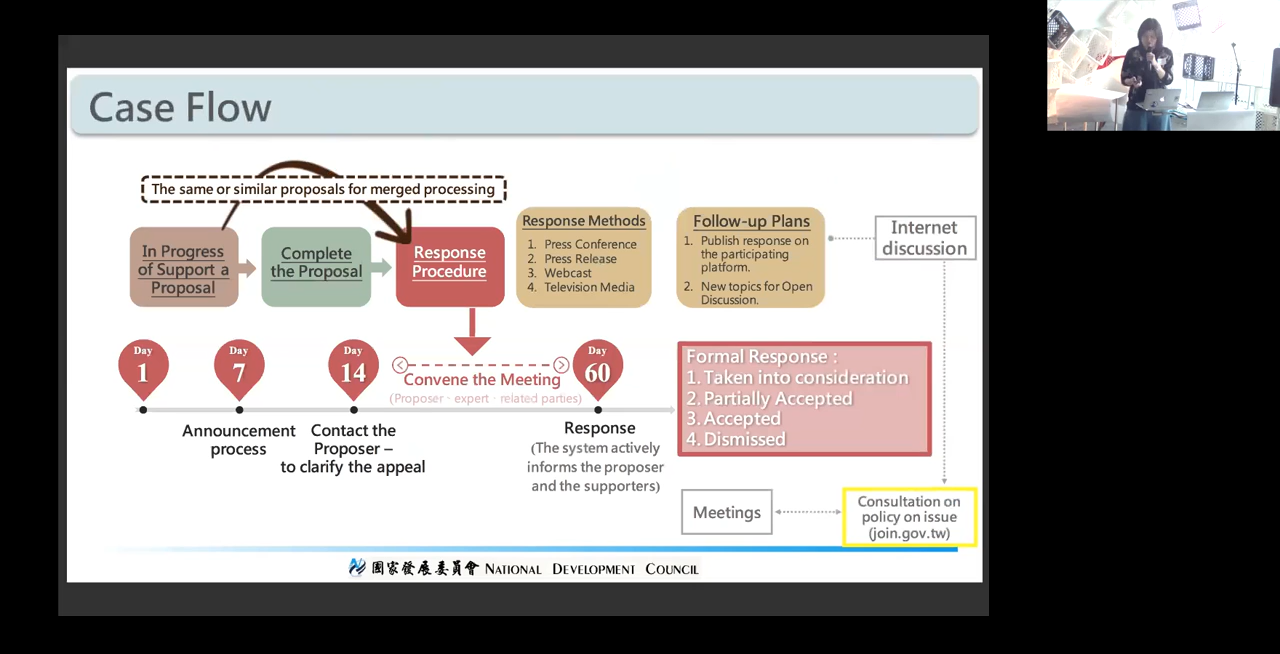 Case Flow
The same or similar proposals for merged processing
In Progress
of Support a
Proposal
Complete
the Proposal
Response
Procedure
Response Methods
1. Press Conference
2. Press Release
3. Webcast
4. Television Media
Follow-up Plans
1. Publish response on
the participating
platform.
2. New topics for Open
Discussion.
Internet
discussion
Day
1
Day
7
Day
14
Convene the Meeting
(Proposer · expert · related parties)
Day
60
Announcement
process
Contact the
Proposer –
to clarify the appeal
Response
(The system actively
informs the proposer
and the supporters)
Formal Response :
1. Taken into consideration
2. Partially Accepted
3. Accepted
4. Dismissed
Meetings
Consultation on
policy on issue
(join.gov.tw)
國家發展委員會 NATIONAL DEVELOPMENT COUNCIL